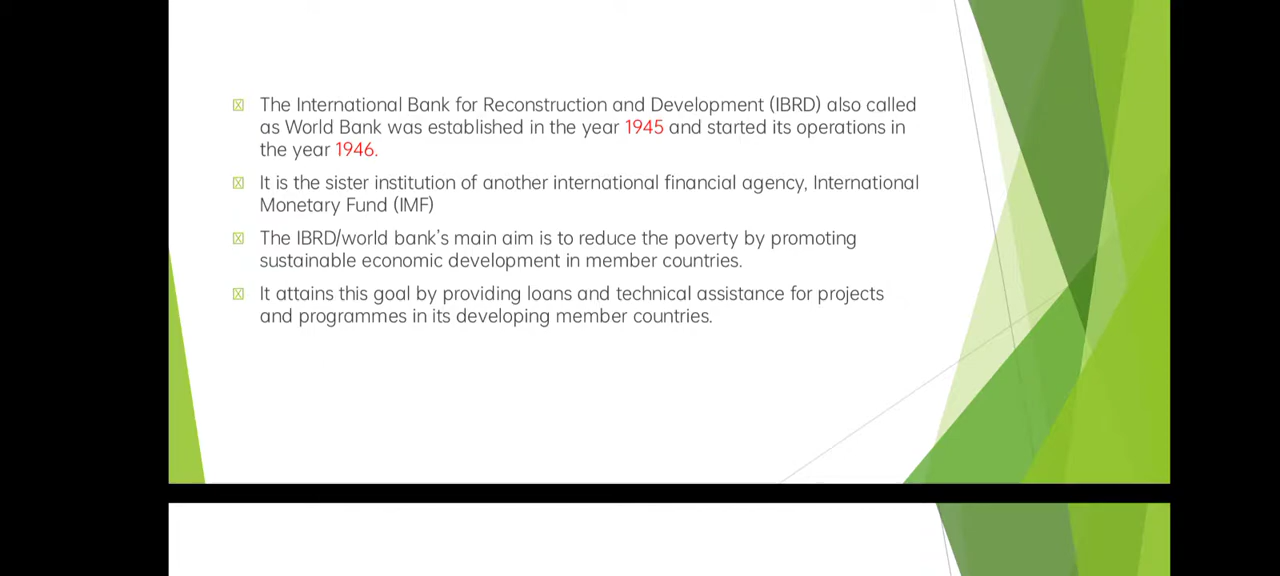 The International Bank for Reconstruction and Development (IBRD) also called
as World Bank was established in the year 1945 and started its operations in
the year 1946.
It is the sister institution of another international financial agency, International
Monetary Fund (IMF)
The IBRD/world bank's main aim is to reduce the poverty by promoting
sustainable economic development in member countries.
It attains this goal by providing loans and technical assistance for projects
and programmes in its developing member countries.